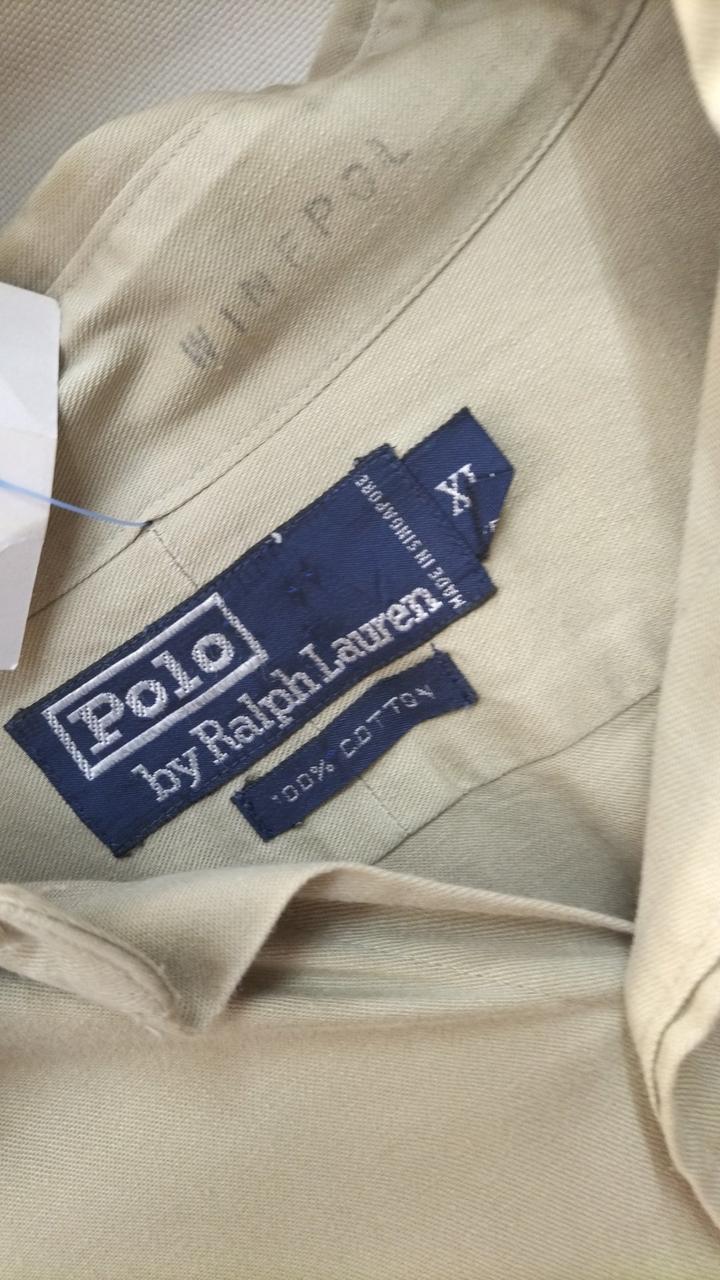 WINFPOL
XL
MADE IN SINGAPORE
Polo
by Ralph Lauren
100% COTTON